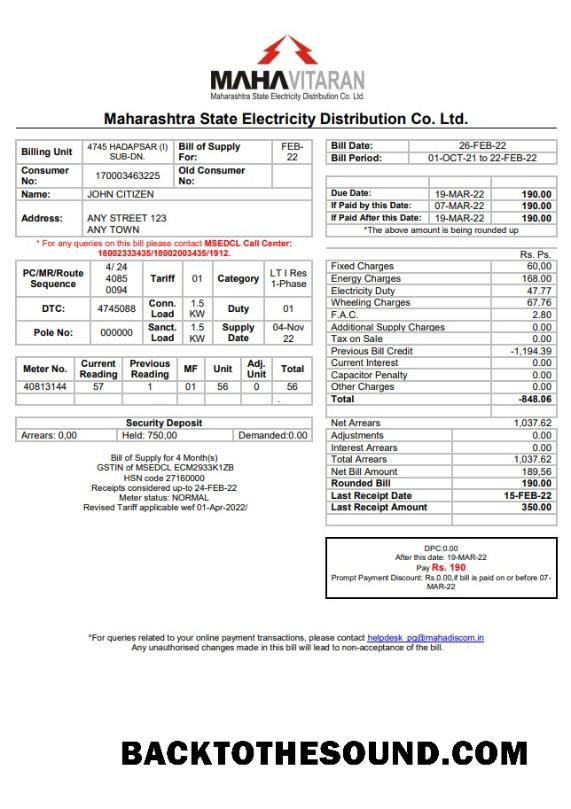 MAHAVITARAN
Maharashtra State Electricity Distribution Co. Ltd.
Maharashtra State Electricity Distribution Co. Ltd.
Billing Unit 4745 HADAPSAR (I) SUB-DN. Bill of Supply For: FEB-22
Consumer No: 170003463225 Old Consumer No:
Name: JOHN CITIZEN
Address: ANY STREET 123
ANY TOWN
* For any queries on this bill please contact MSEDCL Call Center:
18002333435/18002003435/1912.
PC/MR/Route Sequence 4/ 24 4085 0094 Tariff 01 Category LT I Res 1-Phase
DTC: 4745088 Conn. Load 1.5 KW Duty 01
Pole No: 000000 Sanct. Load 1.5 KW Supply Date 04-Nov 22
Meter No. Current Reading Previous Reading MF Unit Adj. Unit Total
40813144 57 1 01 56 0 56
.
Security Deposit
Arrears: 0,00 Held: 750,00 Demanded:0.00
Bill of Supply for 4 Month(s)
GSTIN of MSEDCL ECM2933K1ZB
HSN code 27160000
Receipts considered up-to 24-FEB-22
Meter status: NORMAL
Revised Tariff applicable wef 01-Apr-2022/
Bill Date: 26-FEB-22
Bill Period: 01-OCT-21 to 22-FEB-22
Due Date: 19-MAR-22 190.00
If Paid by this Date: 07-MAR-22 190.00
If Paid After this Date: 19-MAR-22 190.00
*The above amount is being rounded up
Rs. Ps.
Fixed Charges 60,00
Energy Charges 168.00
Electricity Duty 47.77
Wheeling Charges 67.76
F.A.C. 2.80
Additional Supply Charges 0.00
Tax on Sale 0.00
Previous Bill Credit -1,194.39
Current Interest 0.00
Capacitor Penalty 0.00
Other Charges 0.00
Total -848.06
Net Arrears 1,037.62
Adjustments 0.00
Interest Arrears 0.00
Total Arrears 1,037.62
Net Bill Amount 189,56
Rounded Bill 190.00
Last Receipt Date 15-FEB-22
Last Receipt Amount 350.00
DPC:0.00
After this date: 19-MAR-22
Pay Rs. 190
Prompt Payment Discount: Rs.0.00,if bill is paid on or before 07-
MAR-22
*For queries related to your online payment transactions, please contact helpdesk_pg@mahadiscom.in
Any unauthorised changes made in this bill will lead to non-acceptance of the bill.
BACKTOTHESOUND.COM